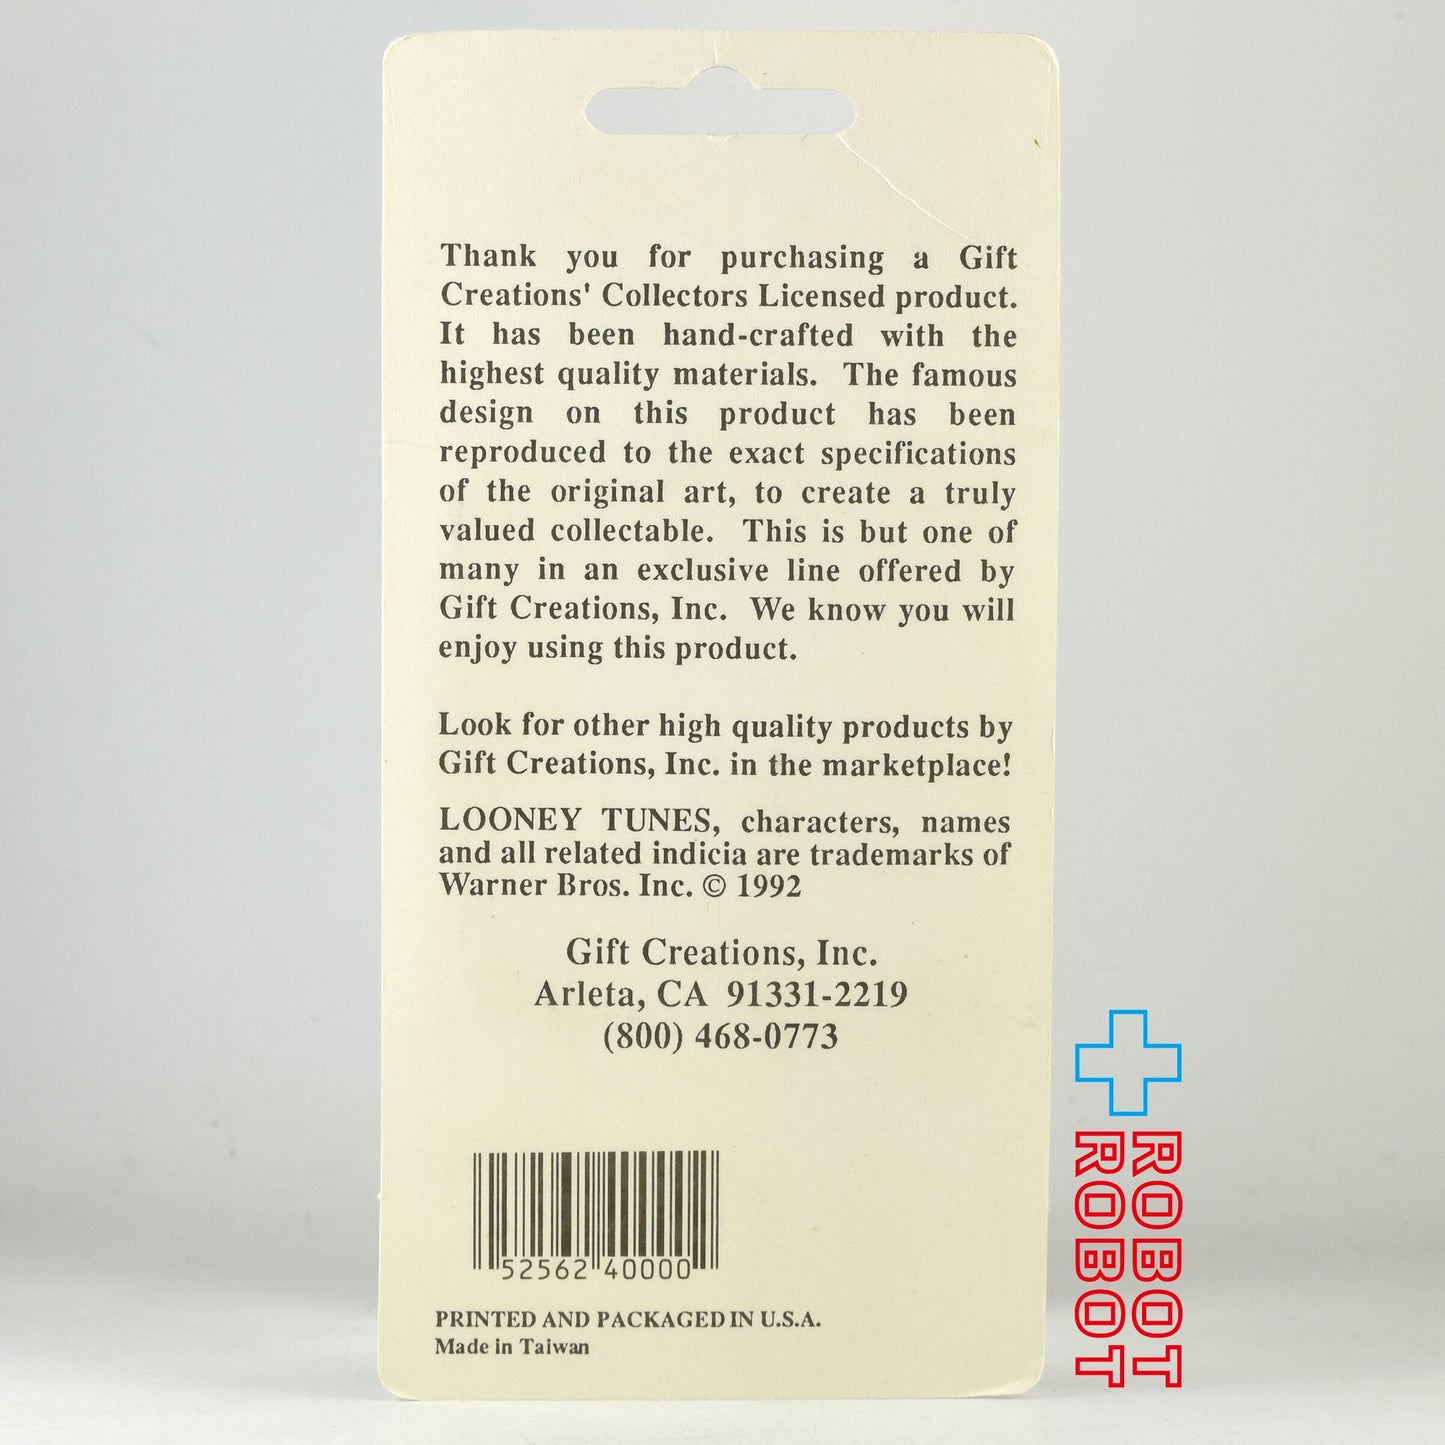 Thank you for purchasing a Gift
Creations' Collectors Licensed product.
It has been hand-crafted with the
highest quality materials. The famous
design on this product has been
reproduced to the exact specifications
of the original art, to create a truly
valued collectable. This is but one of
many in an exclusive line offered by
Gift Creations, Inc. We know you will
enjoy using this product.
Look for other high quality products by
Gift Creations, Inc. in the marketplace!
LOONEY TUNES, characters, names
and all related indicia are trademarks of
Warner Bros. Inc. © 1992
Gift Creations, Inc.
Arleta, CA 91331-2219
(800) 468-0773
52562 40000
PRINTED AND PACKAGED IN U.S.A.
Made in Taiwan
ROBOT
ROBOT